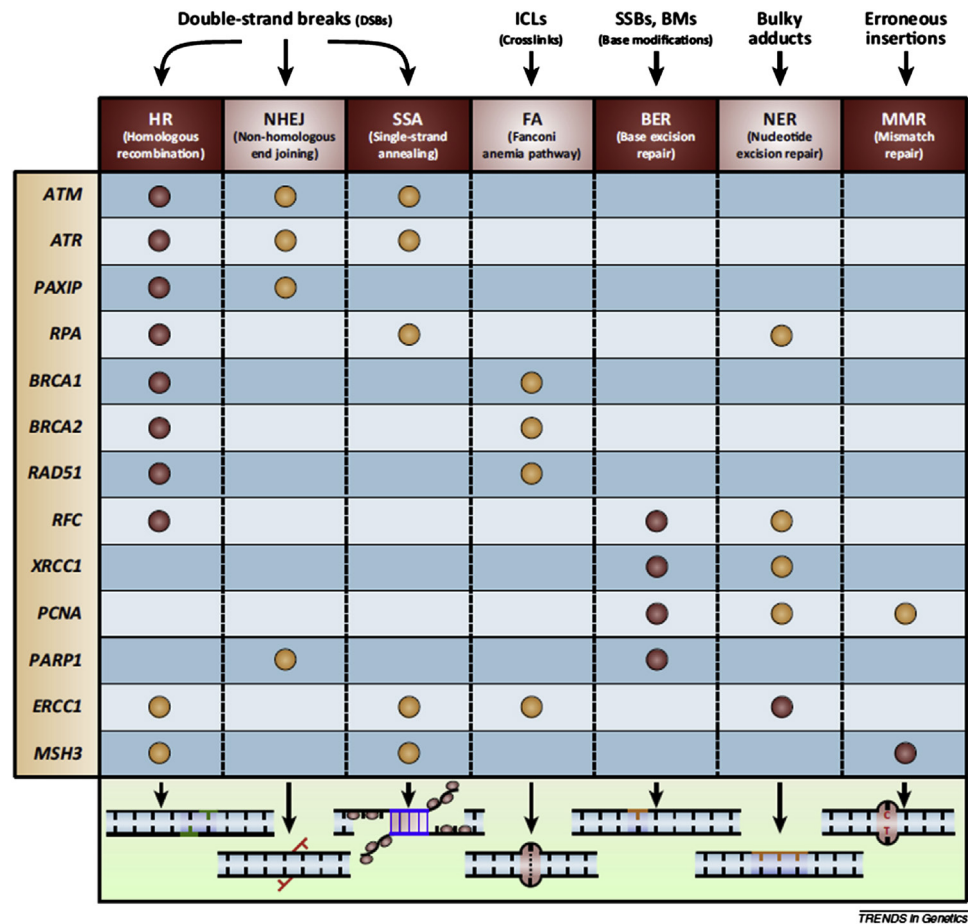 Double-strand breaks (DSBs)
ICLs
(Crosslinks)
SSBs, BMs
(Base modifications)
Bulky
adducts
Erroneous
insertions
HR
(Homologous
recombination)
NHEJ
(Non-homologous
end joining)
SSA
(Single-strand
annealing)
FA
(Fanconi
anemia pathway)
BER
(Base excision
repair)
NER
(Nudeotide
excision repair)
MMR
(Mismatch
repair)
ATM
ATR
PAXIP
RPA
BRCA1
BRCA2
RAD51
RFC
XRCC1
PCNA
PARP1
ERCC1
MSH3
C
T
TRENDS in Genetics